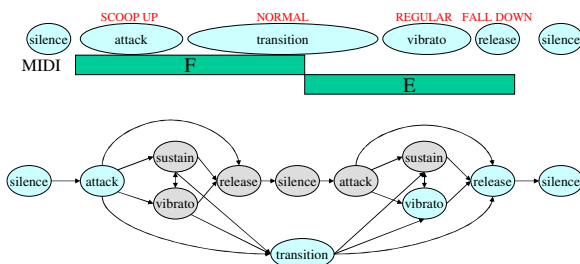 SCOOP UP NORMAL REGULAR FALL DOWN
silence attack transition vibrato release silence
MIDI F
E
sustain sustain
silence attack release silence attack release silence
vibrato vibrato
transition